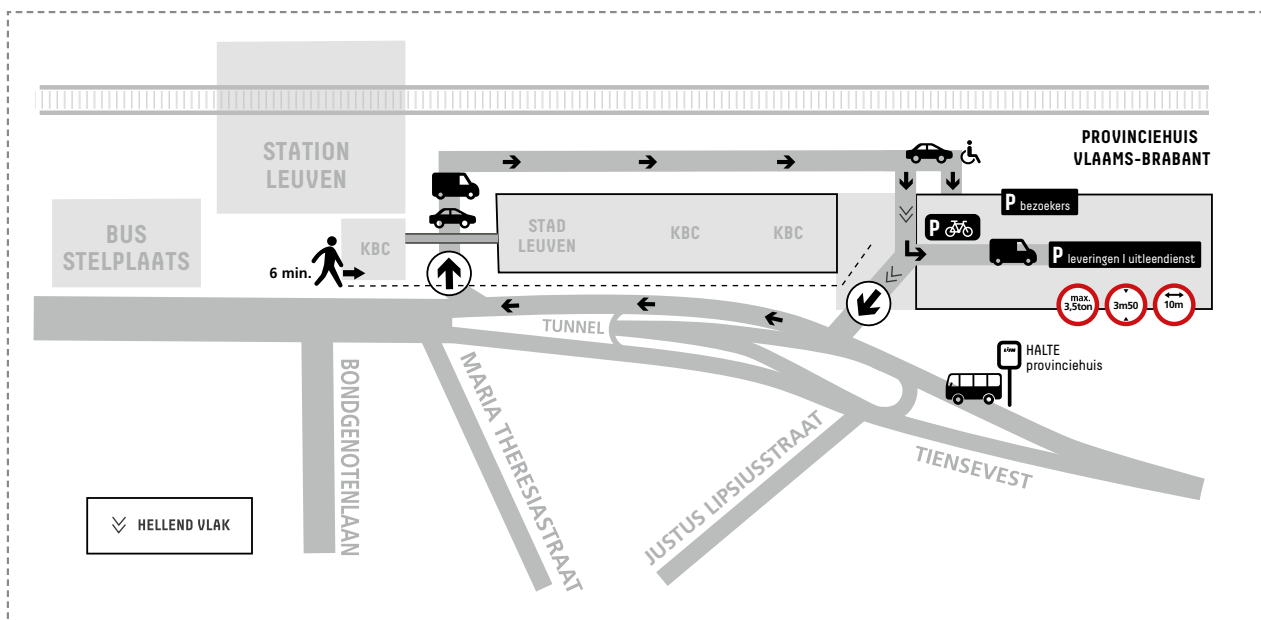 PROVINCIEHUIS
VLAAMS-BRABANT
STATION
LEUVEN
BUS
STELPLAATS
KBC
6 min.
STAD
LEUVEN
KBC
KBC
P bezoekers
P
P leveringen | uitleendienst
max.
3,5ton
3m50
10m
TUNNEL
HALTE
provinciehuis
BONDGENOTENLAAN
MARIA THERESIASTRAAT
JUSTUS LIPSIUSSTRAAT
TIENSEVEST
HELLEND VLAK